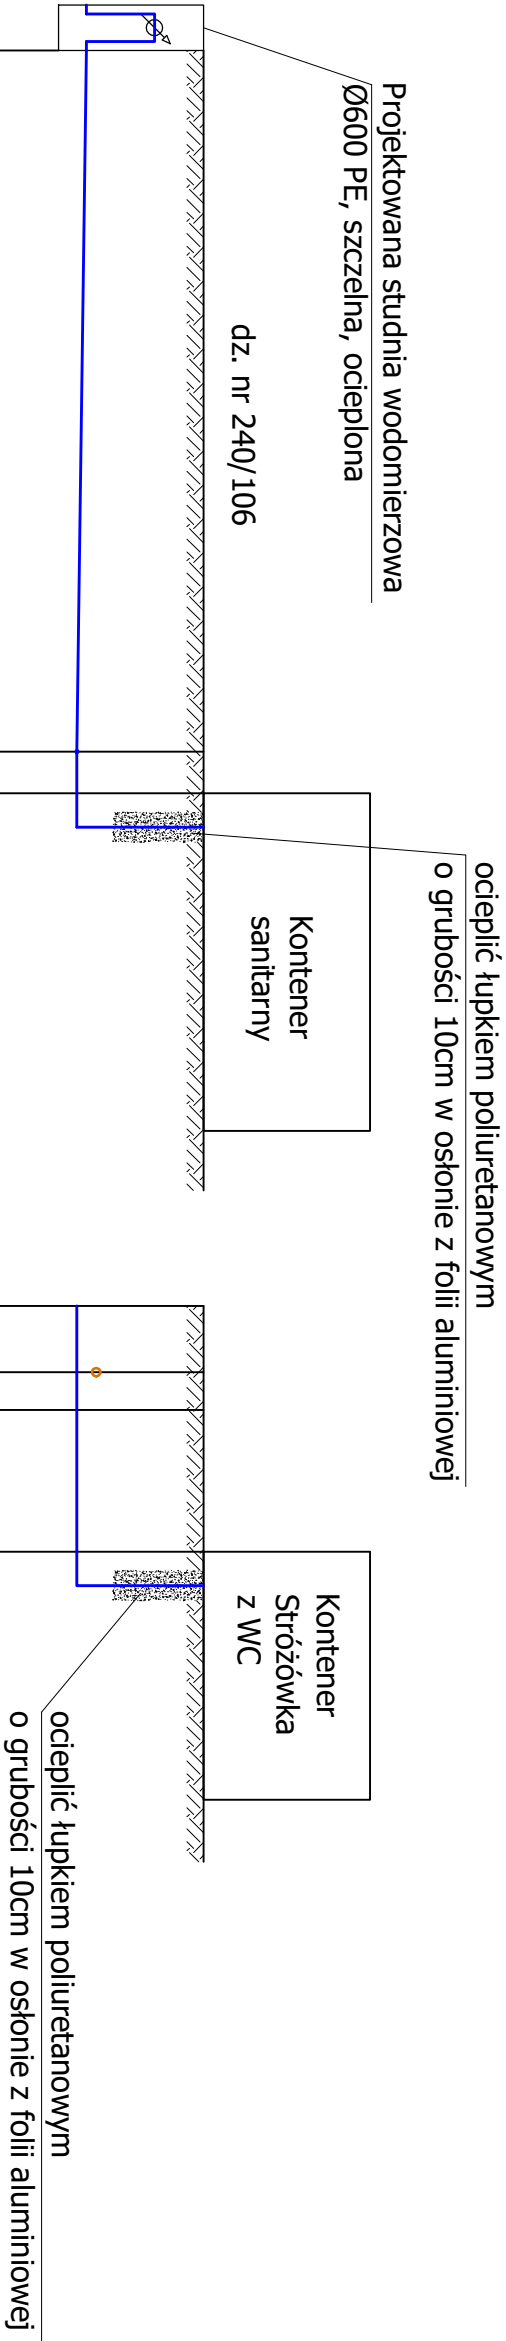 Projektowana studnia wodomierzowa
Ø600 PE, szczelna, ocieplona
dz. nr 240/106
ocieplić łupkiem poliuretanowym
o grubości 10cm w osłonie z folii aluminiowej
Kontener
sanitarny
Kontener
Stróżówka
z WC
ocieplić łupkiem poliuretanowym
o grubości 10cm w osłonie z folii aluminiowej